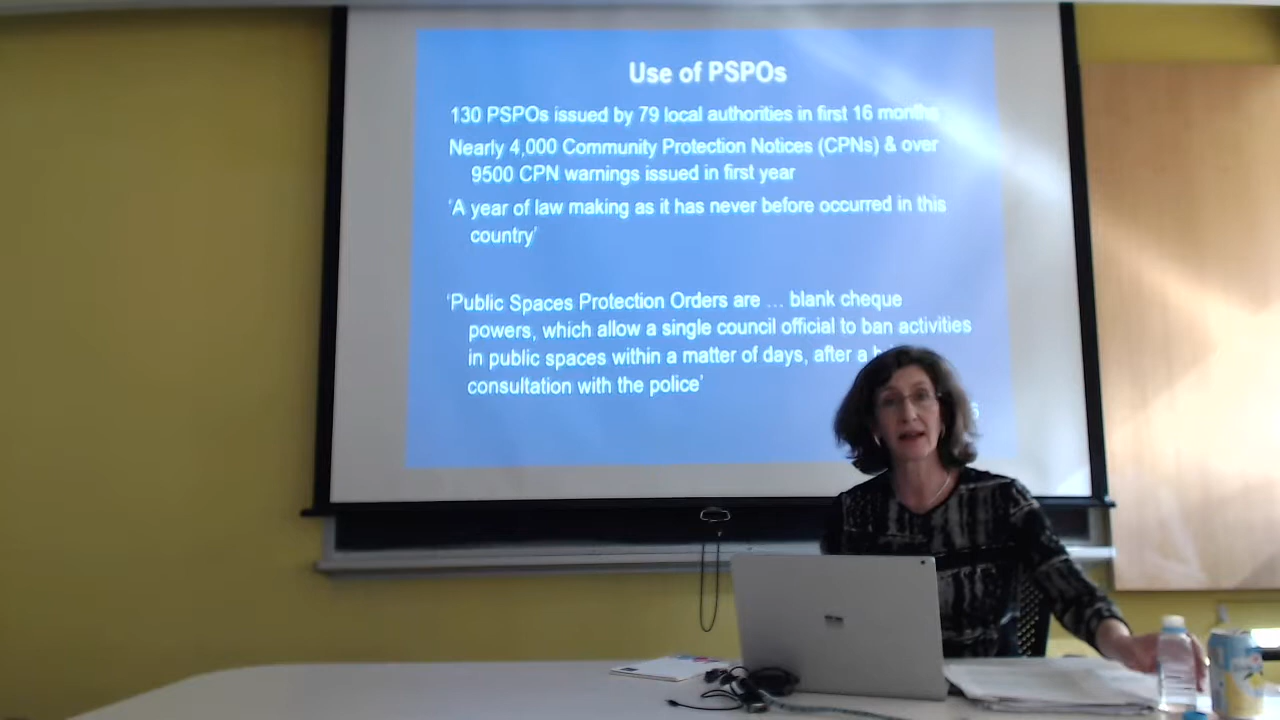 Use of PSPOs
130 PSPOs issued by 79 local authorities in first 16 months
Nearly 4,000 Community Protection Notices (CPNs) & over
9500 CPN warnings issued in first year
'A year of law making as it has never before occurred in this
country'
'Public Spaces Protection Orders are … blank cheque
powers, which allow a single council official to ban activities
in public spaces within a matter of days, after a
consultation with the police'